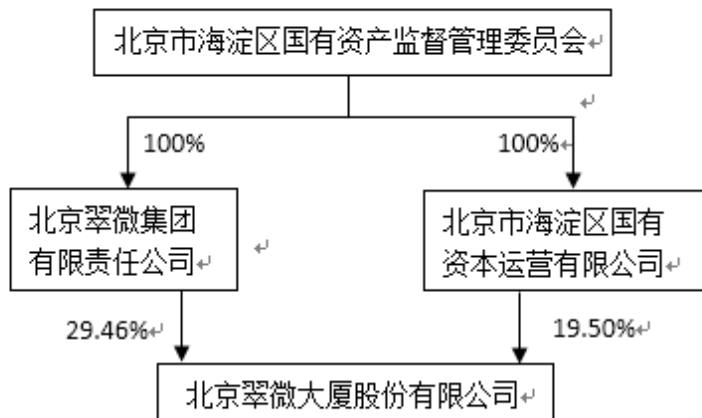 北京市海淀区国有资产监督管理委员会
100%
100%
北京翠微集团
有限责任公司
北京市海淀区国有
资本运营有限公司
29.46%
19.50%
北京翠微大厦股份有限公司